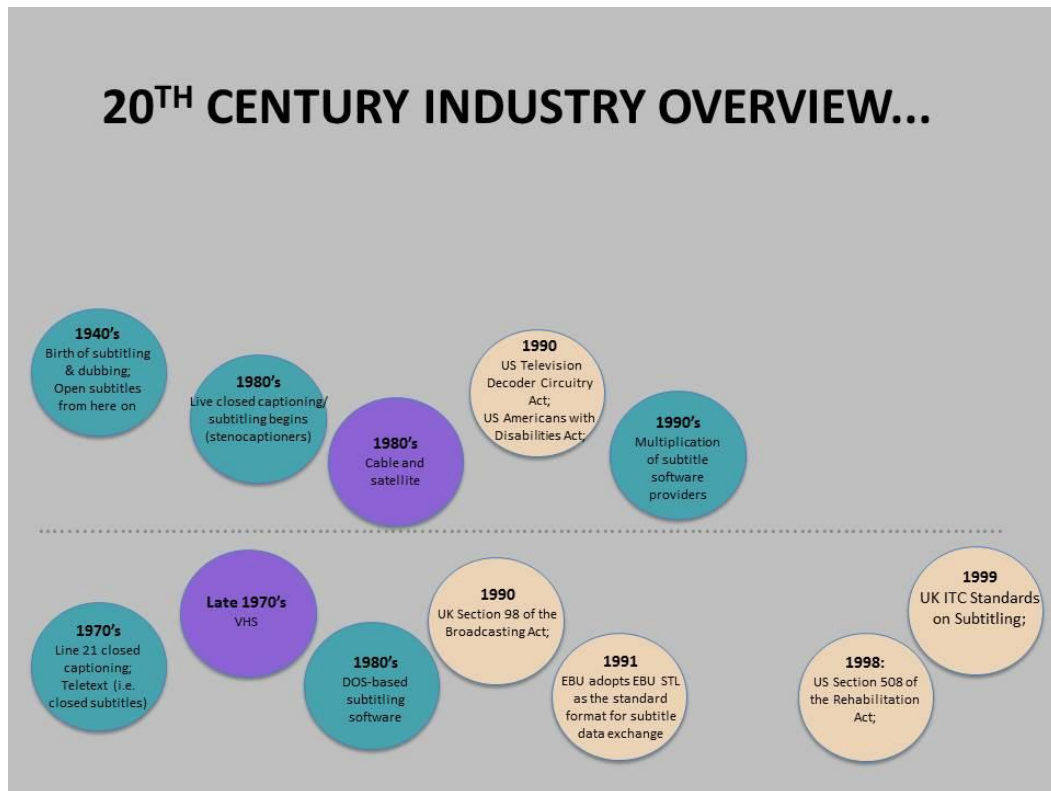 20TH CENTURY INDUSTRY OVERVIEW...
1940's
Birth of subtitling
& dubbing;
Open subtitles
from here on
1980's
Live closed captioning/
subtitling begins
(stenocaptioners)
1980's
Cable and
satellite
1990
US Television
Decoder Circuitry
Act;
US Americans with
Disabilities Act;
1990's
Multiplication
of subtitle
software
providers
1970's
Line 21 closed
captioning;
Teletext (i.e.
closed subtitles)
Late 1970's
VHS
1980's
DOS-based
subtitling
software
1990
UK Section 98 of the
Broadcasting Act;
1991
EBU adopts EBU STL
as the standard
format for subtitle
data exchange
1998:
US Section 508 of
the Rehabilitation
Act;
1999
UK ITC Standards
on Subtitling;